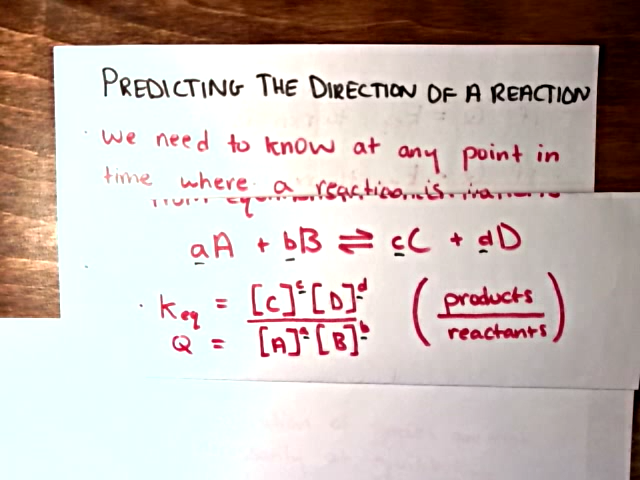 PREDICTING THE DIRECTION OF A REACTION
we need to know at any point in
time where a reaction is
aA + bB ⇌ cC + dD
Keq = [C]^c [D]^d / [A]^a [B]^b
Q =
(products / reactants)